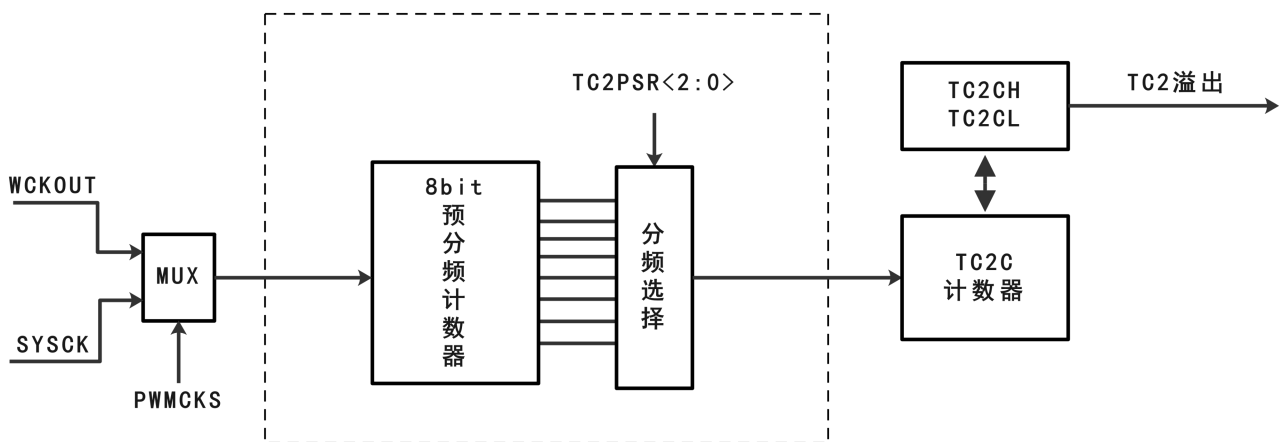 TC2PSR<2:0>
TC2CH
TC2CL
TC2溢出
WCKOUT
8bit
预
分
频
计
数
器
分
频
选
择
MUX
TC2C
计数器
SYSCK
PWMCKS